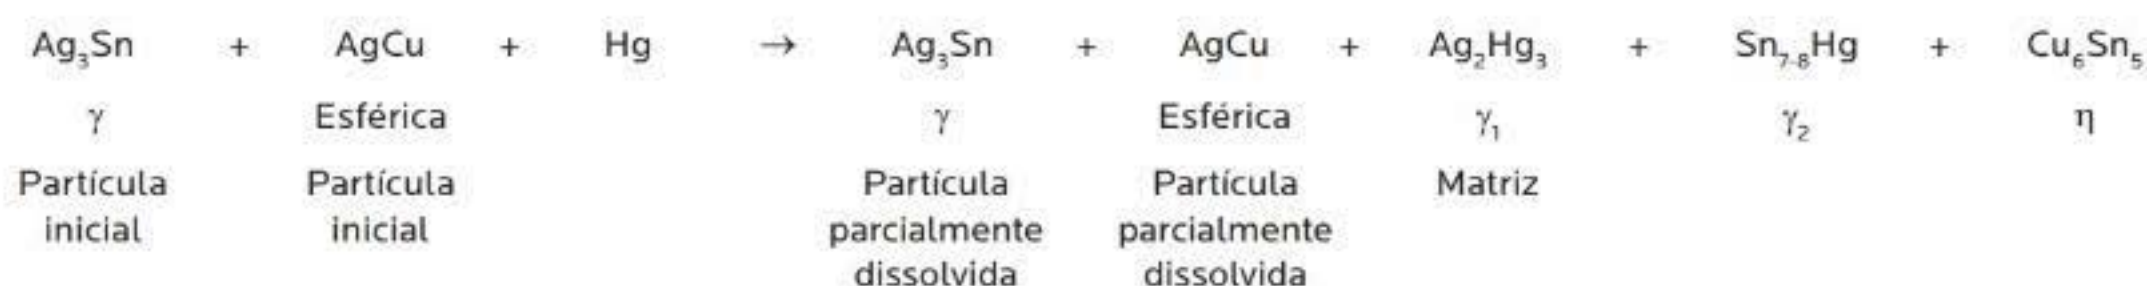 Ag₃Sn + AgCu + Hg → Ag₃Sn + AgCu + Ag₂Hg₃ + Sn₇₋₈Hg + Cu₆Sn₅
γ Esférica γ Esférica γ₁ γ₂ η
Partícula Partícula Partícula Partícula Matriz
inicial inicial parcialmente parcialmente
dissolvida dissolvida